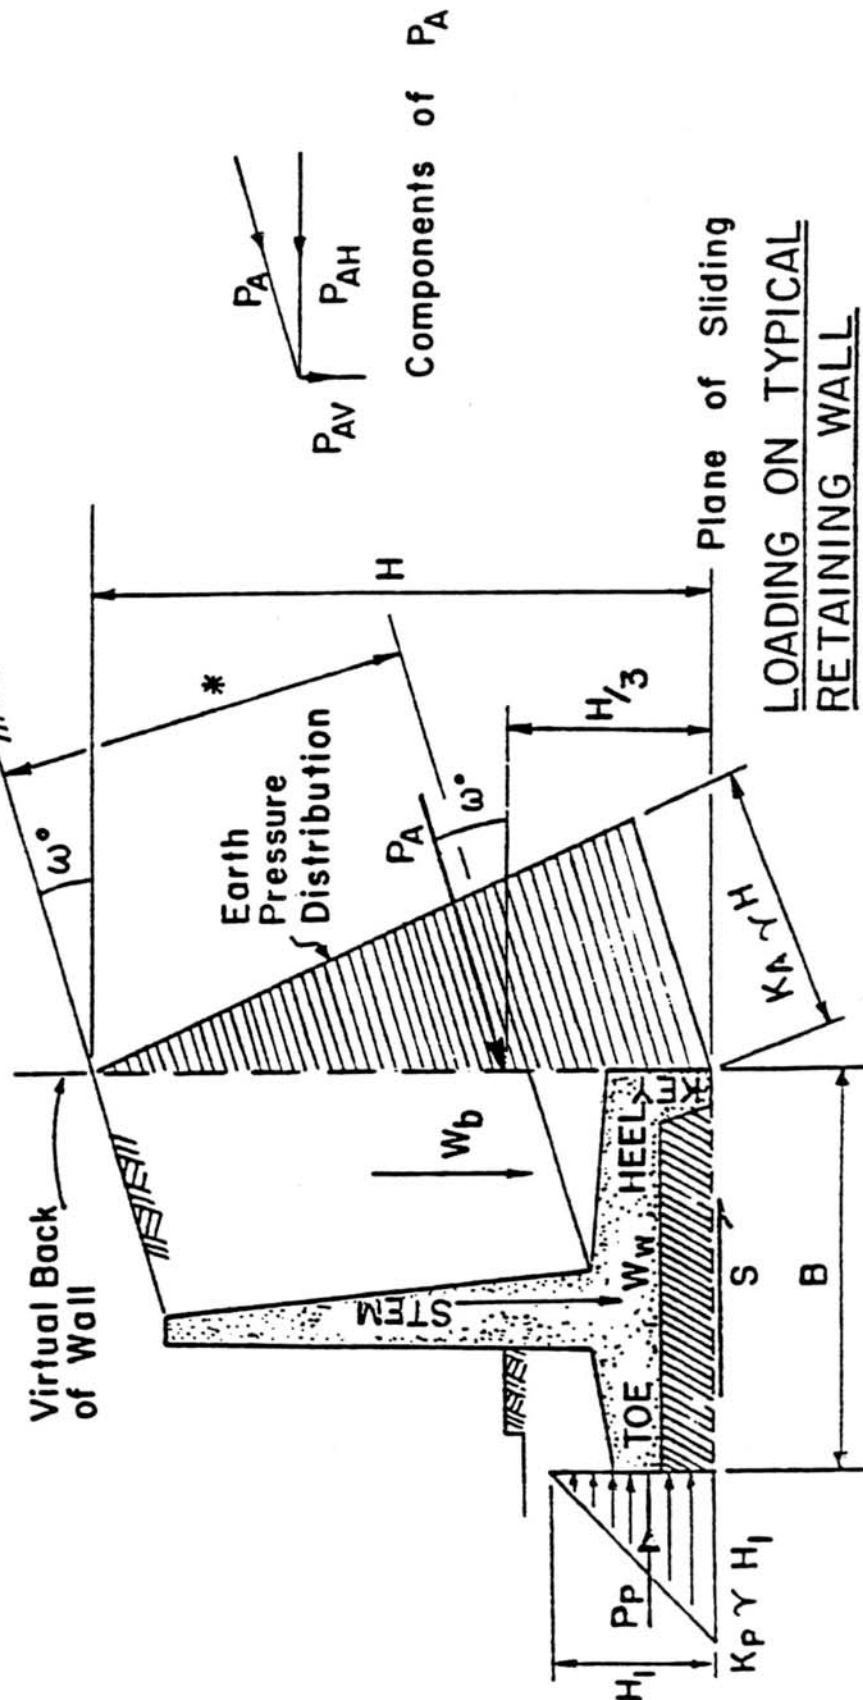 Virtual Back
of Wall
ω°
*
H
Earth
Pressure
Distribution
P_A
ω°
H/3
W_b
STEM
TOE
W_W
HEEL
KEY
K_A γ H
S
B
P_P
H_1
K_P γ H_1
Plane of Sliding
P_A
P_AH
P_AV
Components of P_A
LOADING ON TYPICAL
RETAINING WALL